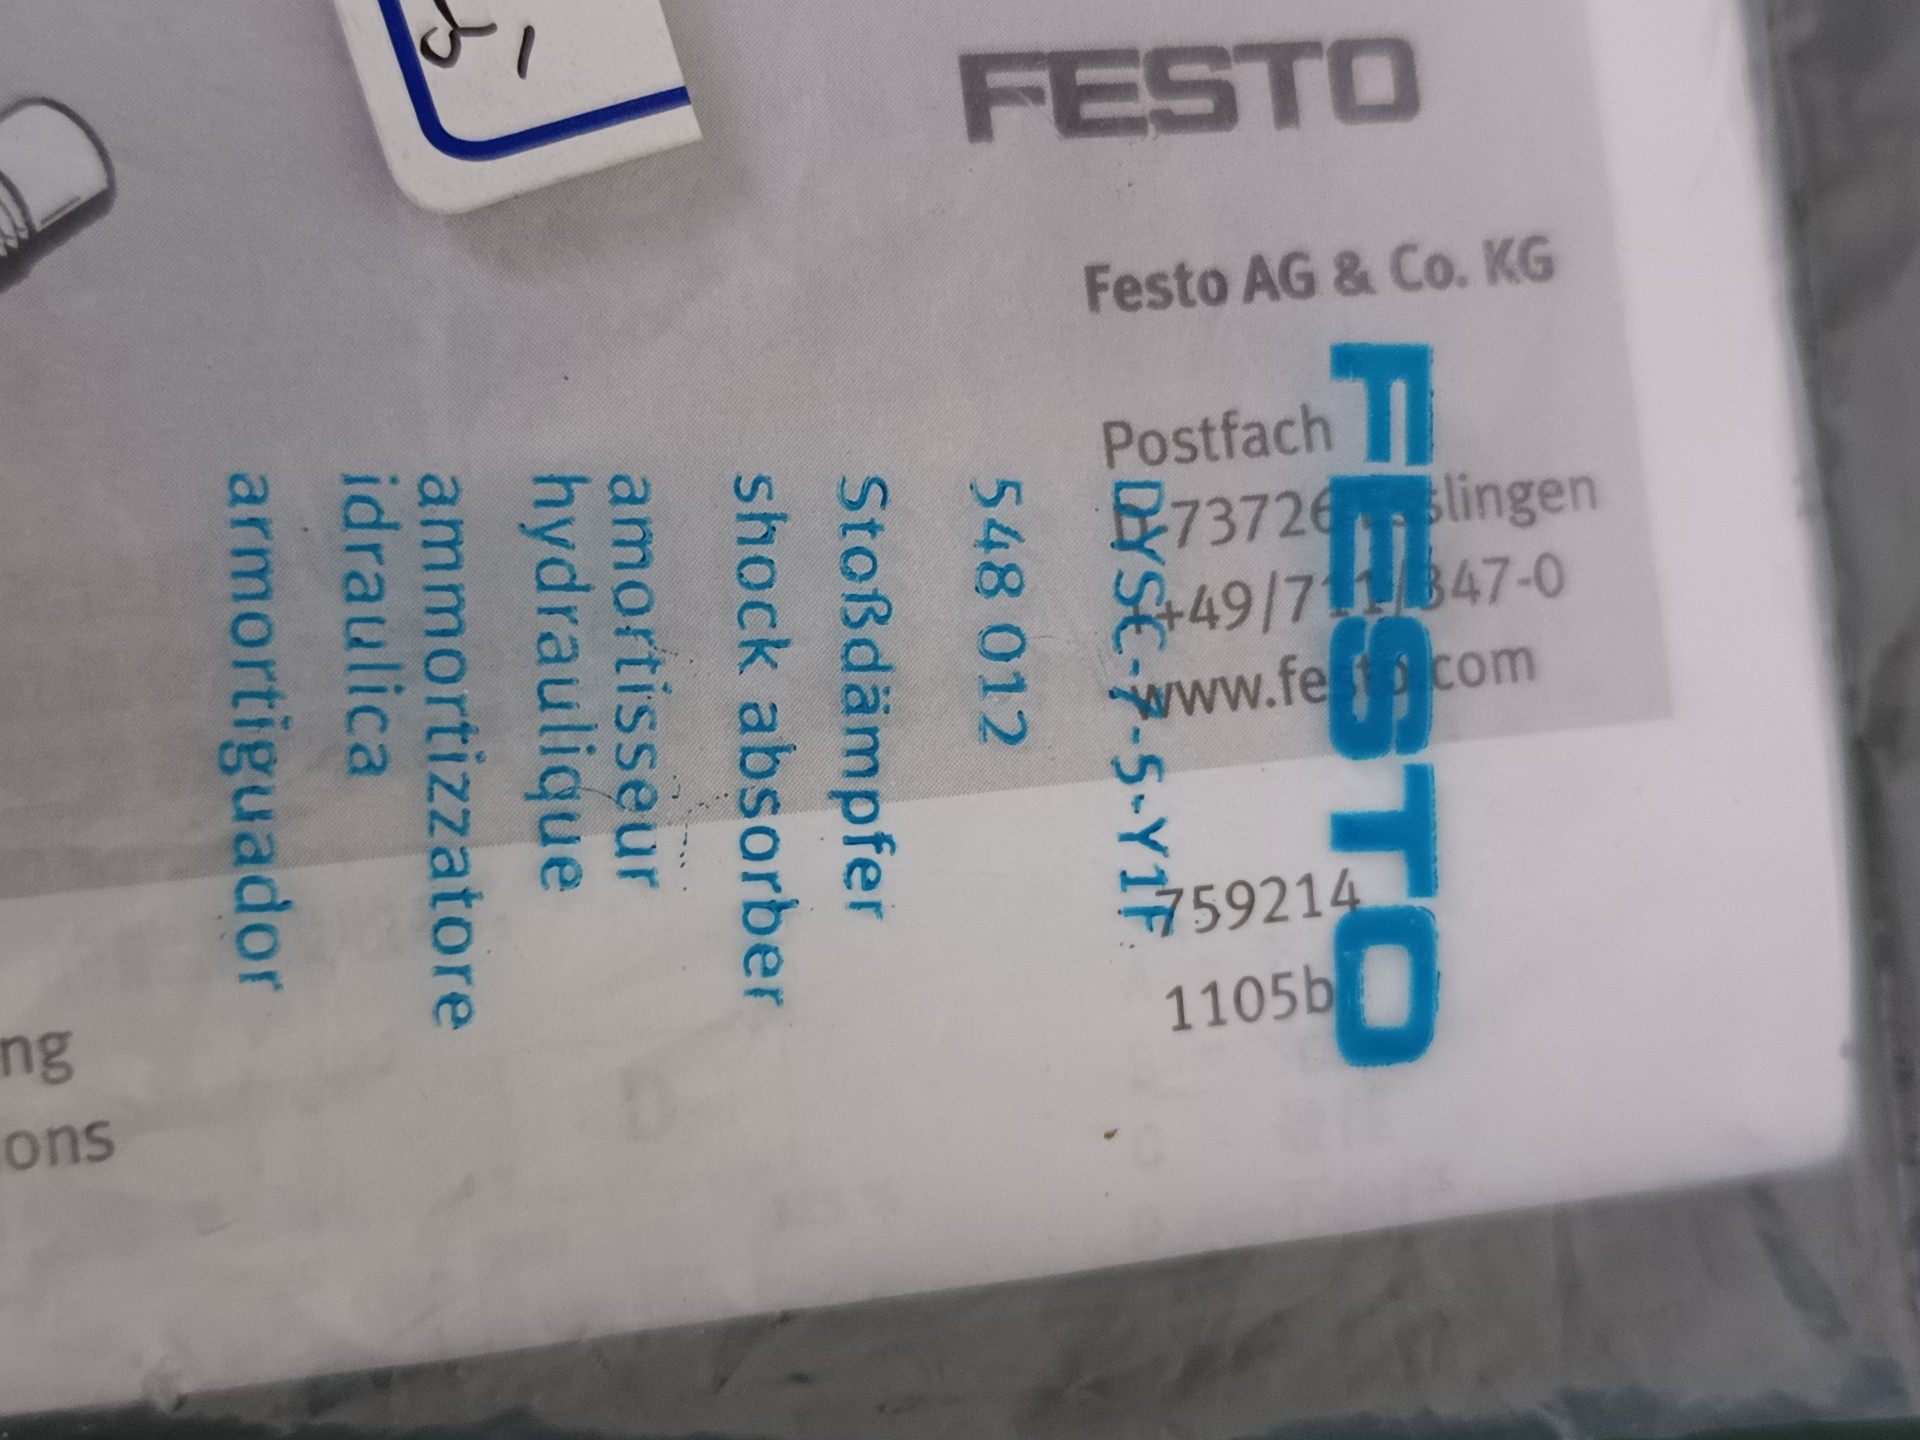 FESTO
Festo AG & Co. KG
Postfach
D-73726 Esslingen
++49/711/347-0
www.festo.com
759214
1105b
FESTO
DYSC-7-5-Y1F
548 012
Stoßdämpfer
shock absorber
amortisseur
hydraulique
ammortizzatore
idraulica
armortiguador
ng
ons